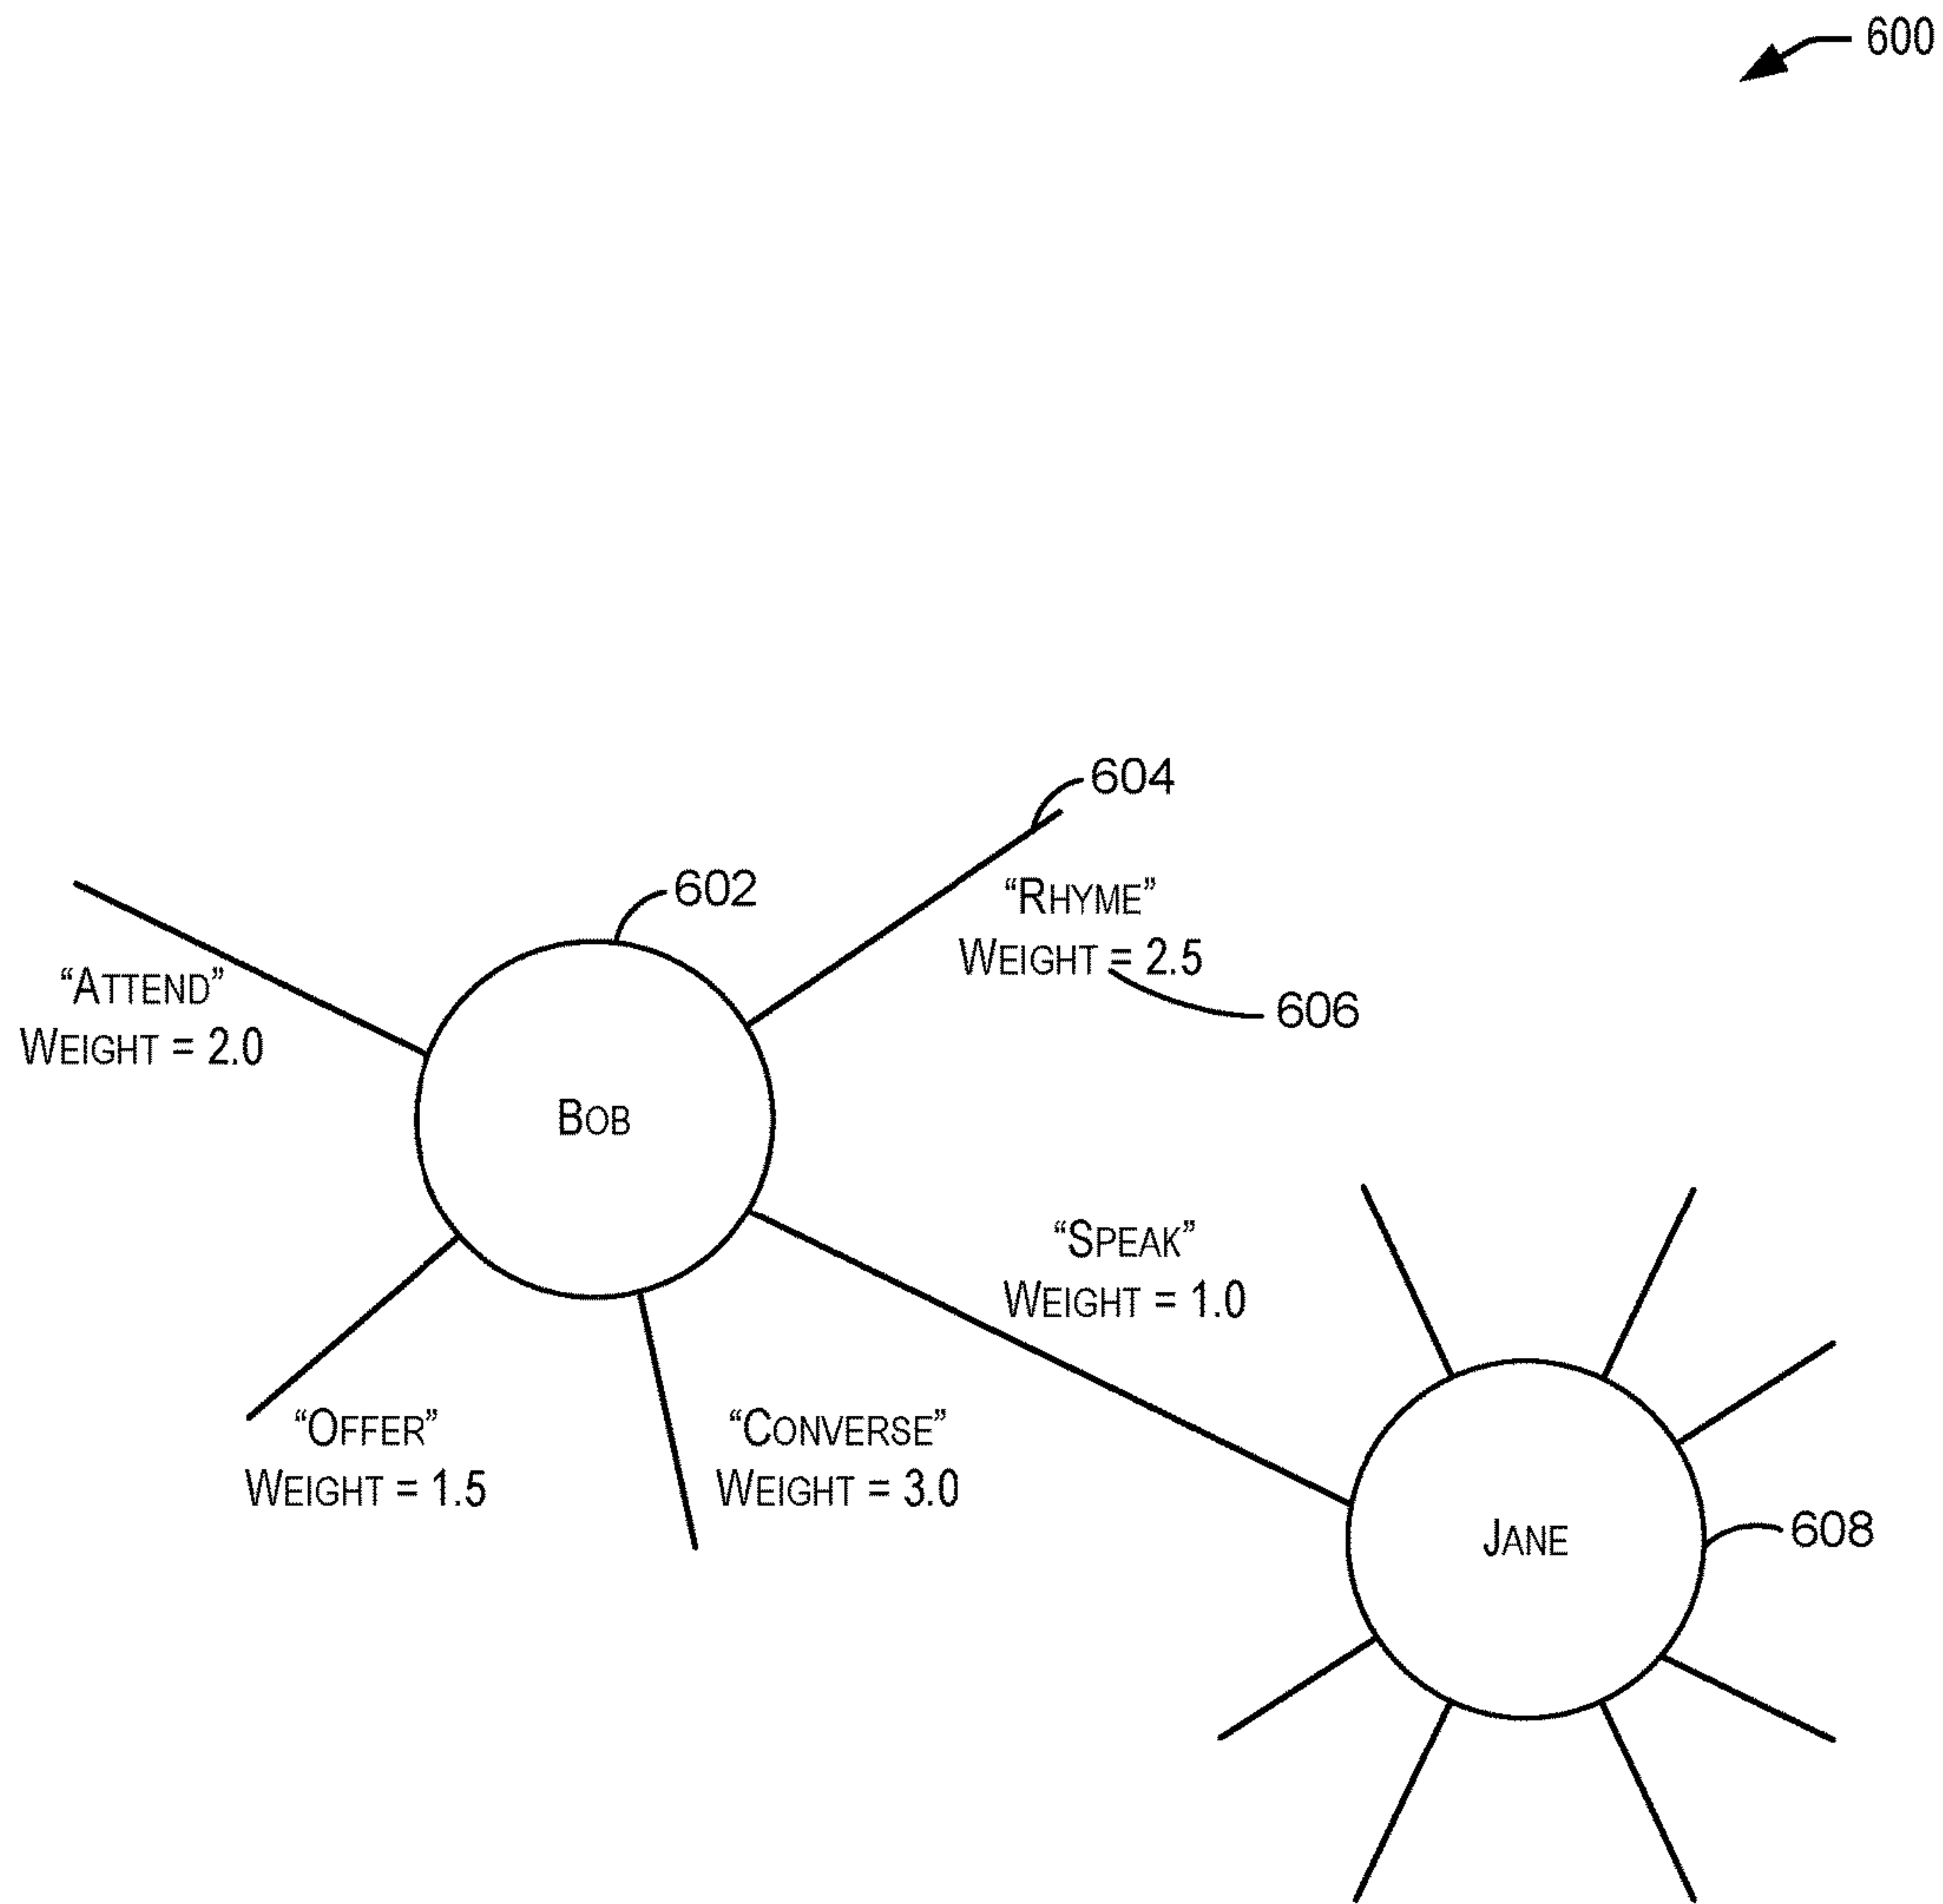 600
604
602
“RHYME”
WEIGHT = 2.5
606
“ATTEND”
WEIGHT = 2.0
BOB
“SPEAK”
WEIGHT = 1.0
“OFFER”
WEIGHT = 1.5
“CONVERSE”
WEIGHT = 3.0
JANE
608